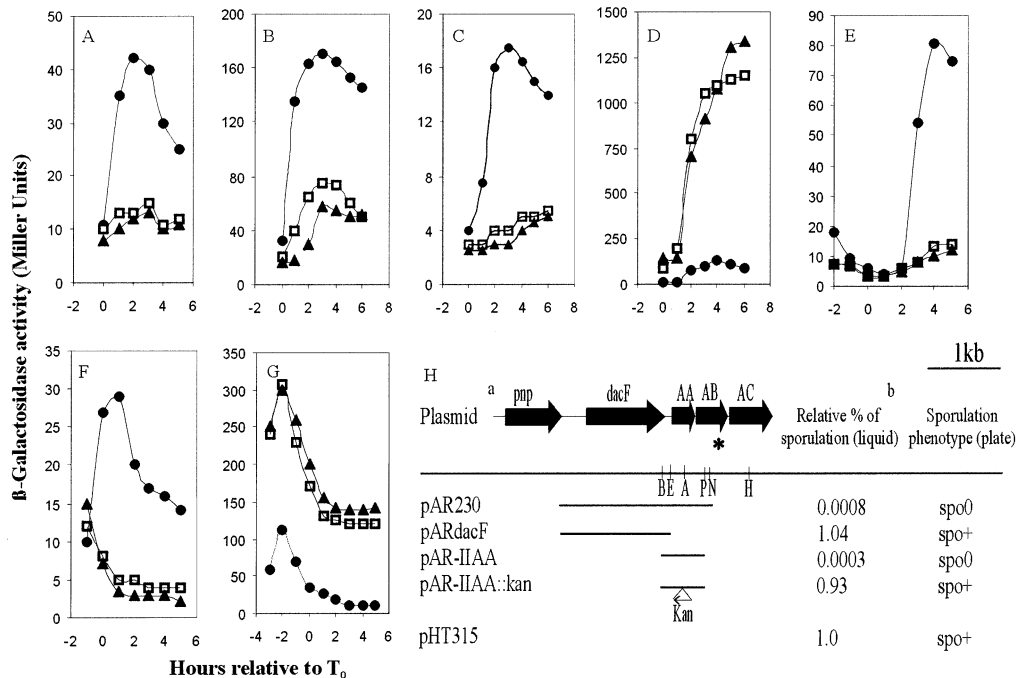 ß-Galactosidase activity (Miller Units)
A
50
40
30
20
10
0
-2 0 2 4 6
B
200
160
120
80
40
0
-2 0 2 4 6
C
20
18
16
14
12
10
8
6
4
2
0
-2 0 2 4 6
D
1500
1250
1000
750
500
250
0
-2 0 2 4 6
E
90
80
70
60
50
40
30
20
10
0
-2 0 2 4 6
F
35
30
25
20
15
10
5
0
-2 0 2 4 6
G
350
300
250
200
150
100
50
0
-4 -2 0 2 4 6
Hours relative to T0
H
1kb
a
pnp dacF AA AB AC
b
Plasmid
Relative % of sporulation (liquid)
Sporulation phenotype (plate)
*
B E A P N H
pAR230 0.0008 spo0
pARdacF 1.04 spo+
pAR-IIAA 0.0003 spo0
pAR-IIAA::kan 0.93 spo+
Kan
pHT315 1.0 spo+